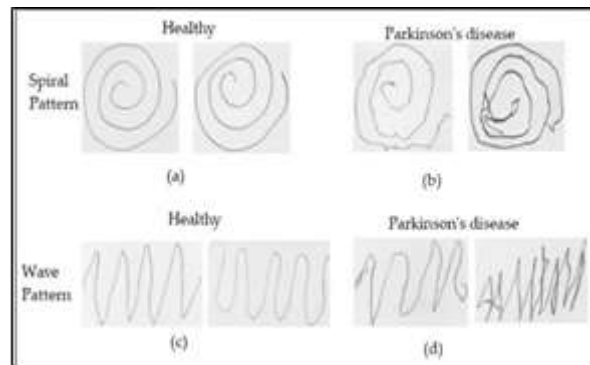 Healthy
Parkinson's disease
Spiral
Pattern
(a)
(b)
Healthy
Parkinson's disease
Wave
Pattern
(c)
(d)